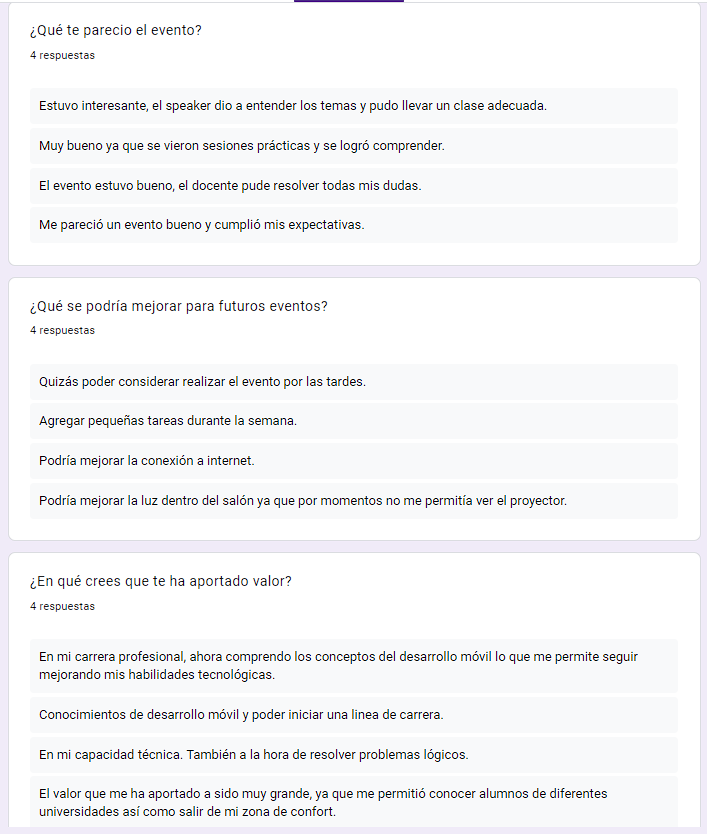 ¿Qué te parecio el evento?
4 respuestas
Estuvo interesante, el speaker dio a entender los temas y pudo llevar un clase adecuada.
Muy bueno ya que se vieron sesiones prácticas y se logró comprender.
El evento estuvo bueno, el docente pude resolver todas mis dudas.
Me pareció un evento bueno y cumplió mis expectativas.
¿Qué se podría mejorar para futuros eventos?
4 respuestas
Quizás poder considerar realizar el evento por las tardes.
Agregar pequeñas tareas durante la semana.
Podría mejorar la conexión a internet.
Podría mejorar la luz dentro del salón ya que por momentos no me permitía ver el proyector.
¿En qué crees que te ha aportado valor?
4 respuestas
En mi carrera profesional, ahora comprendo los conceptos del desarrollo móvil lo que me permite seguir
mejorando mis habilidades tecnológicas.
Conocimientos de desarrollo móvil y poder iniciar una linea de carrera.
En mi capacidad técnica. También a la hora de resolver problemas lógicos.
El valor que me ha aportado a sido muy grande, ya que me permitió conocer alumnos de diferentes
universidades así como salir de mi zona de confort.